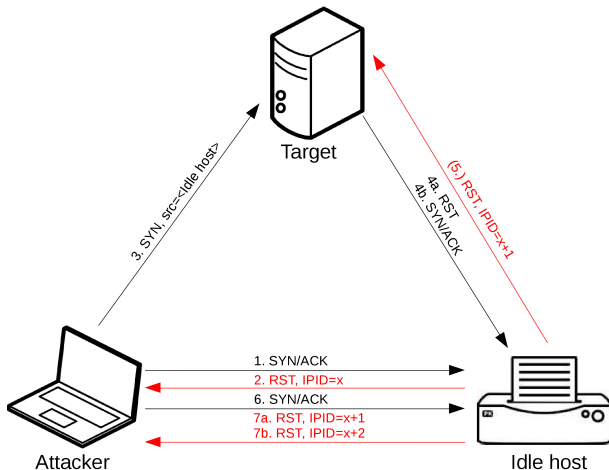 Target
3. SYN, src=<Idle host>
4a. RST
4b. SYN/ACK
(5.) RST, IPID=x+1
1. SYN/ACK
2. RST, IPID=x
6. SYN/ACK
7a. RST, IPID=x+1
7b. RST, IPID=x+2
Attacker
Idle host